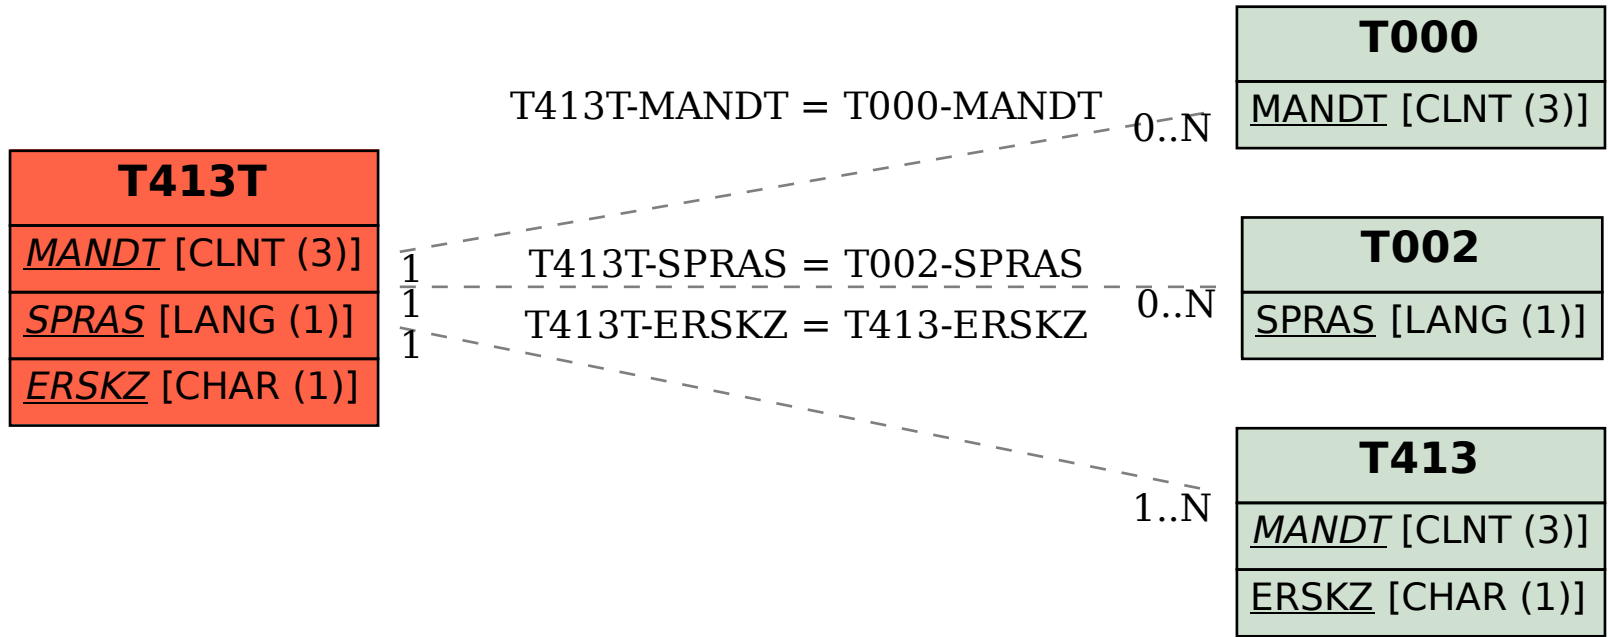 T413T
MANDT [CLNT (3)]
SPRAS [LANG (1)]
ERSKZ [CHAR (1)]
T413T-MANDT = T000-MANDT
0..N
1
T413T-SPRAS = T002-SPRAS
1
0..N
T413T-ERSKZ = T413-ERSKZ
1
1..N
T000
MANDT [CLNT (3)]
T002
SPRAS [LANG (1)]
T413
MANDT [CLNT (3)]
ERSKZ [CHAR (1)]